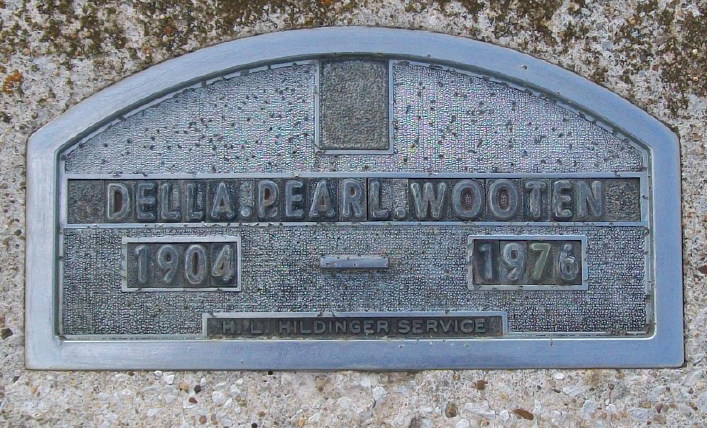 DELLA.PEARL.WOOTEN
1904 - 1976
H. L. HILDINGER SERVICE